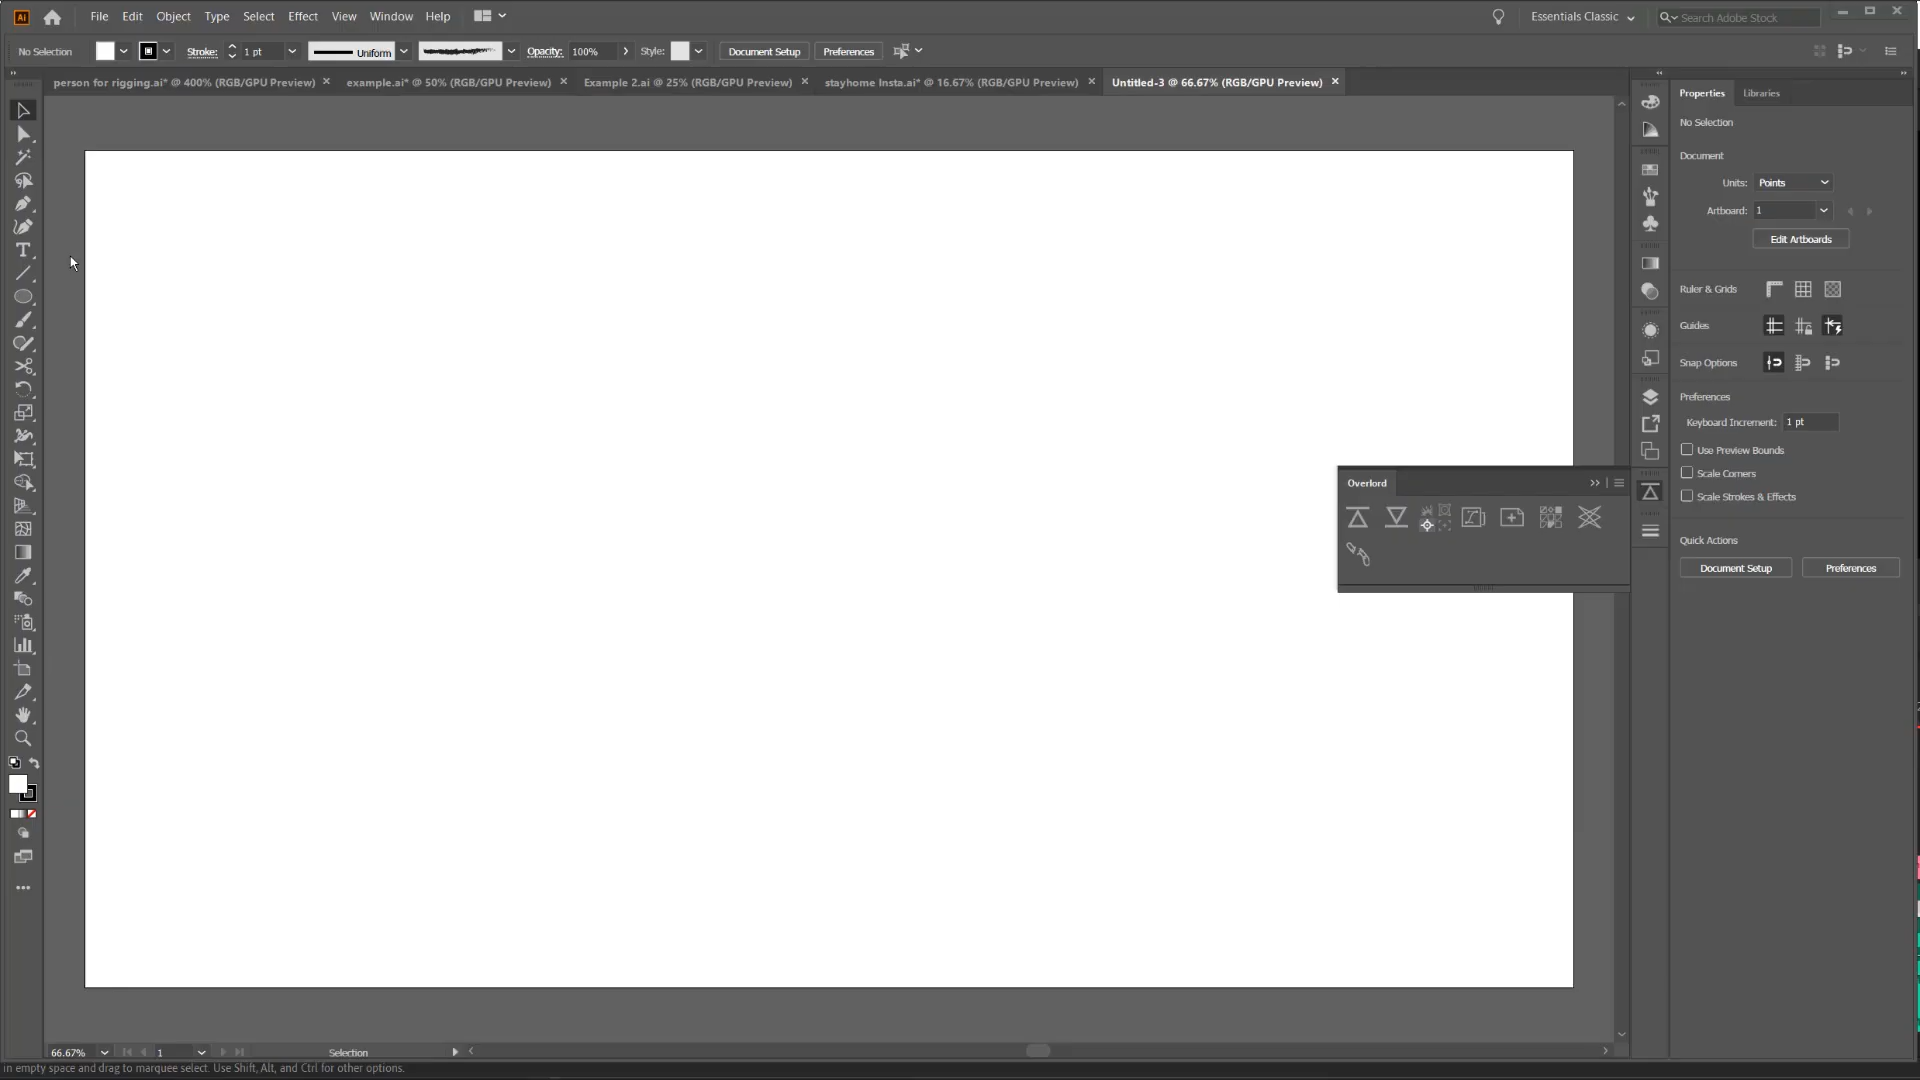 Ai File Edit Object Type Select Effect View Window Help Essentials Classic Search Adobe Stock
No Selection Stroke: 1 pt Uniform Opacity: 100% Style: Document Setup Preferences
person for rigging.ai* @ 400% (RGB/GPU Preview) example.ai* @ 50% (RGB/GPU Preview) Example 2.ai @ 25% (RGB/GPU Preview) stayhome Insta.ai* @ 16.67% (RGB/GPU Preview) Untitled-3 @ 66.67% (RGB/GPU Preview)
Properties Libraries
No Selection
Document
Units: Points
Artboard: 1
Edit Artboards
Ruler & Grids
Guides
Snap Options
Preferences
Keyboard Increment: 1 pt
Use Preview Bounds
Scale Corners
Scale Strokes & Effects
Quick Actions
Document Setup Preferences
Overlord
66.67% 1 Selection
in empty space and drag to marquee select. Use Shift, Alt, and Ctrl for other options.